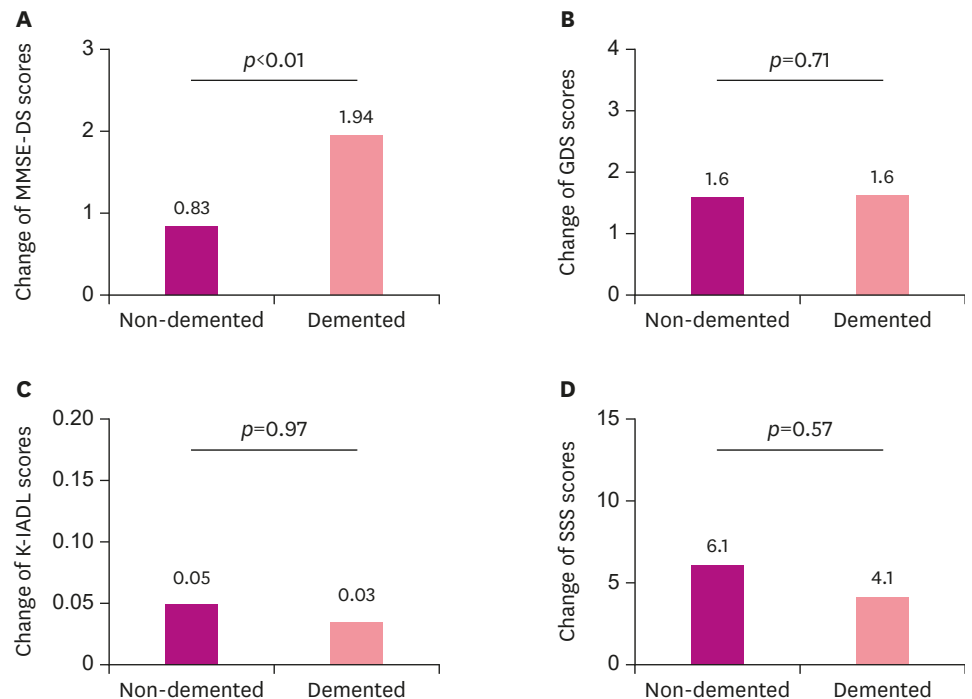 A
Change of MMSE-DS scores
3
2
1
0
p<0.01
0.83
1.94
Non-demented
Demented
B
Change of GDS scores
4
3
2
1
0
p=0.71
1.6
1.6
Non-demented
Demented
C
Change of K-IADL scores
0.20
0.15
0.10
0.05
0
p=0.97
0.05
0.03
Non-demented
Demented
D
Change of SSS scores
15
10
5
0
p=0.57
6.1
4.1
Non-demented
Demented